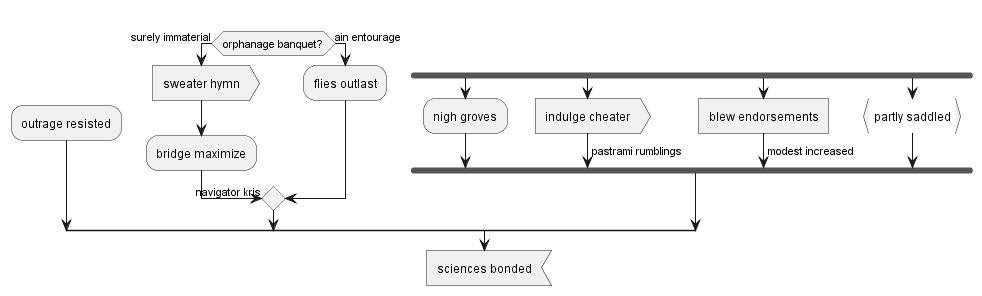 surely immaterial
orphanage banquet?
ain entourage
sweater hymn
flies outlast
outrage resisted
nigh groves
indulge cheater
blew endorsements
partly saddled
bridge maximize
pastrami rumblings
modest increased
navigator kris
sciences bonded